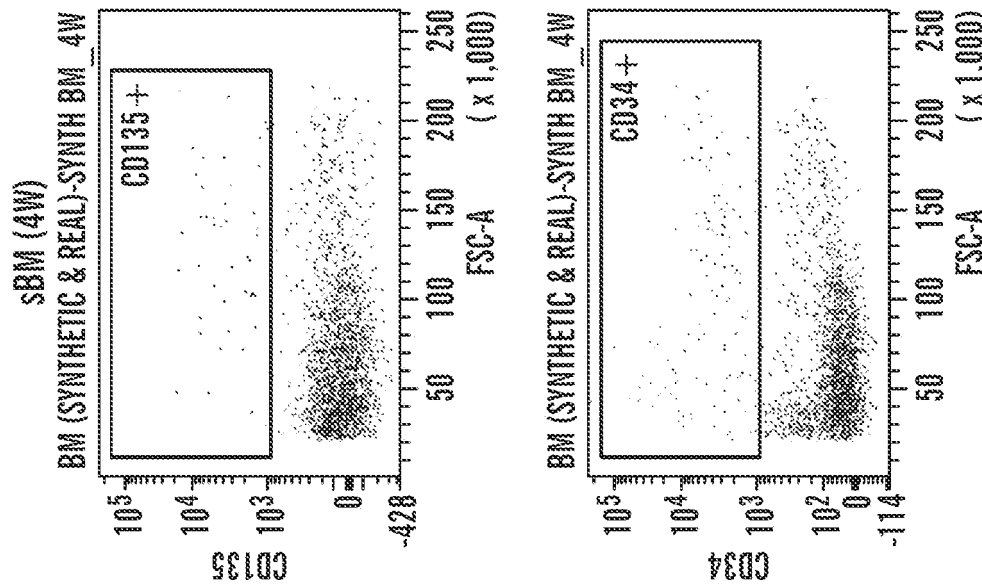 sBM (4W)
BM (SYNTHETIC & REAL)-SYNTH BM_4W
CD135+
CD135
10⁵
10⁴
10³
0
-428
50
100
150
200
250
FSC-A
( x 1,000)
BM (SYNTHETIC & REAL)-SYNTH BM_4W
CD34+
CD34
10⁵
10⁴
10³
10²
0
-114
50
100
150
200
250
FSC-A
( x 1,000)